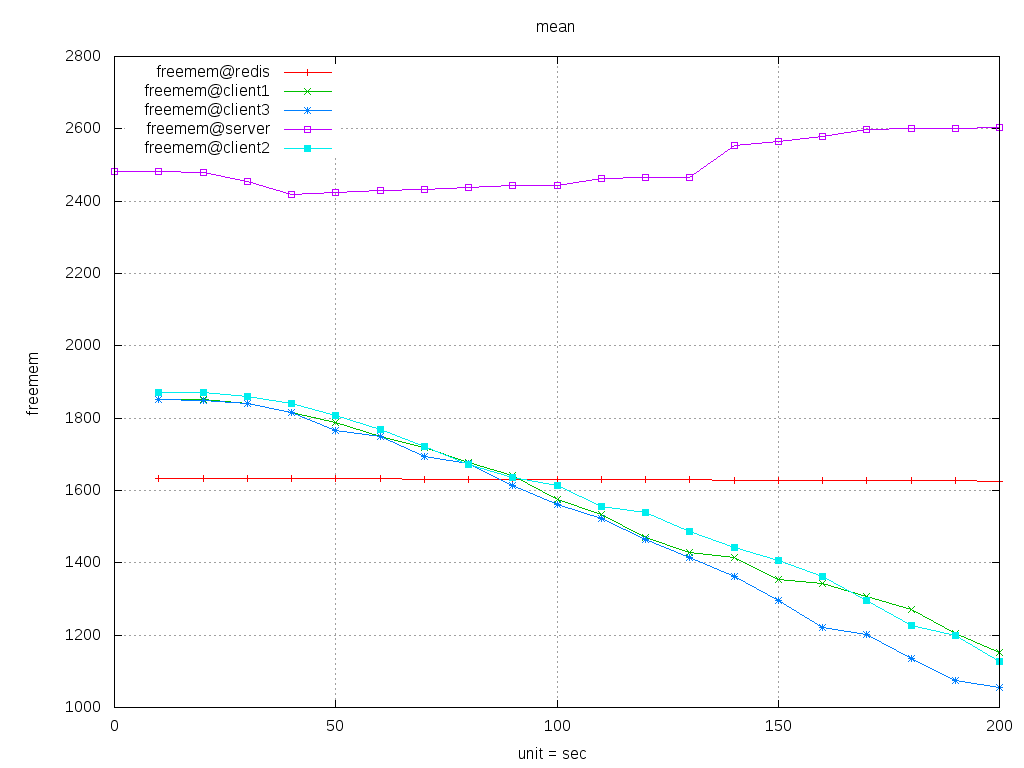 mean
2800
2600
2400
2200
2000
1800
1600
1400
1200
1000
freemem
freemem@redis
freemem@client1
freemem@client3
freemem@server
freemem@client2
0 50 100 150 200
unit = sec